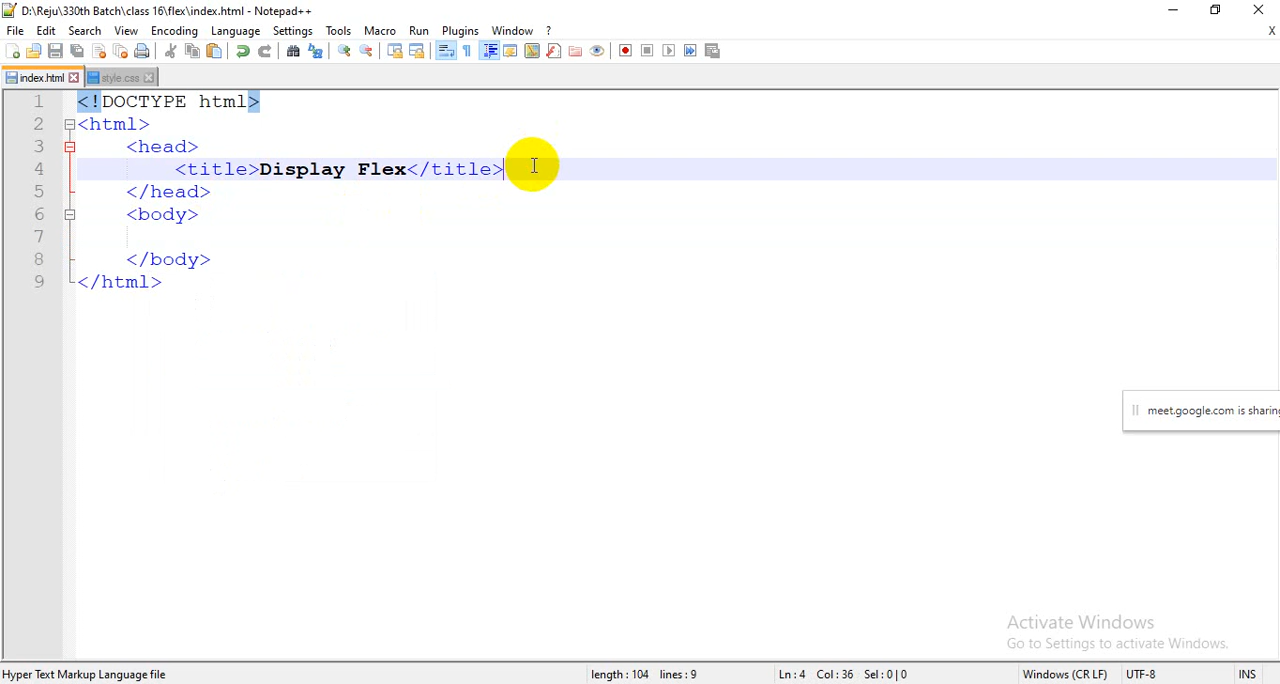 D:\Reju\330th Batch\class 16\flex\index.html - Notepad++
File Edit Search View Encoding Language Settings Tools Macro Run Plugins Window ? X
index.html style.css
1 <!DOCTYPE html>
2 <html>
3 <head>
4 <title>Display Flex</title>
5 </head>
6 <body>
7
8 </body>
9 </html>
meet.google.com is sharing
Activate Windows
Go to Settings to activate Windows.
Hyper Text Markup Language file length : 104 lines : 9 Ln : 4 Col : 36 Sel : 0 | 0 Windows (CR LF) UTF-8 INS